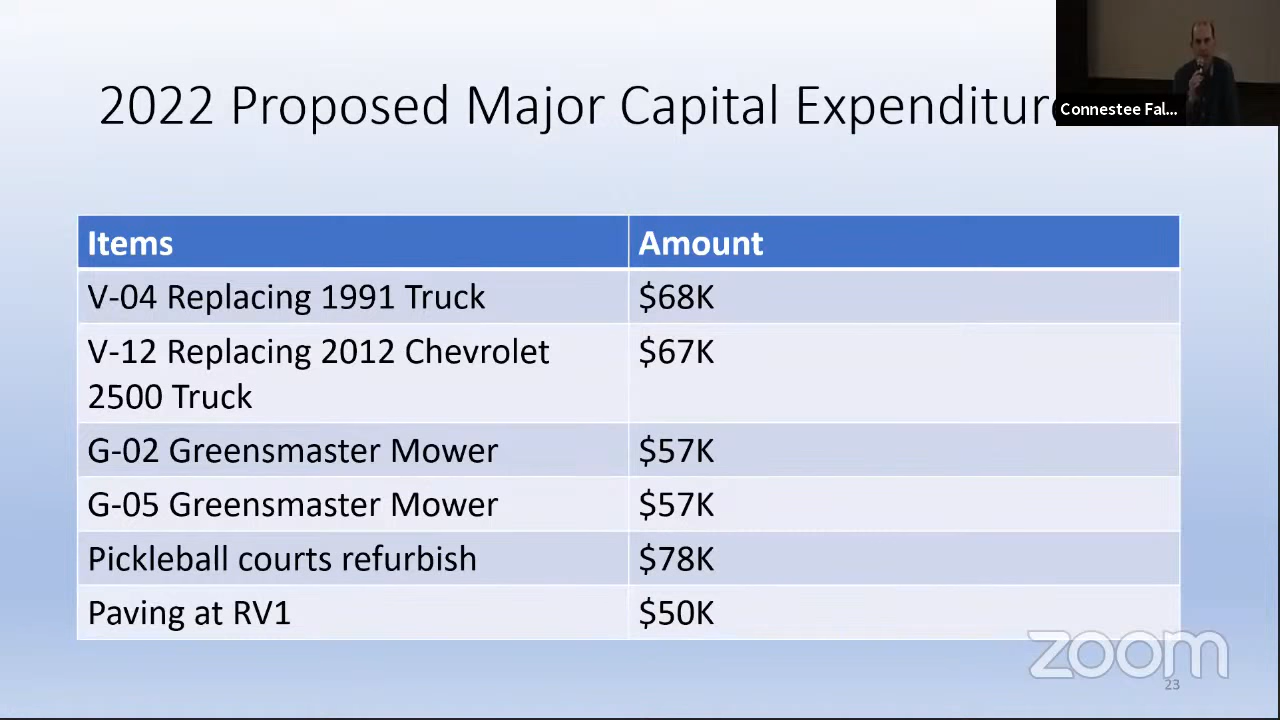 2022 Proposed Major Capital Expenditur
Connestee Fal...
Items Amount
V-04 Replacing 1991 Truck $68K
V-12 Replacing 2012 Chevrolet $67K
2500 Truck
G-02 Greensmaster Mower $57K
G-05 Greensmaster Mower $57K
Pickleball courts refurbish $78K
Paving at RV1 $50K
zoom
23